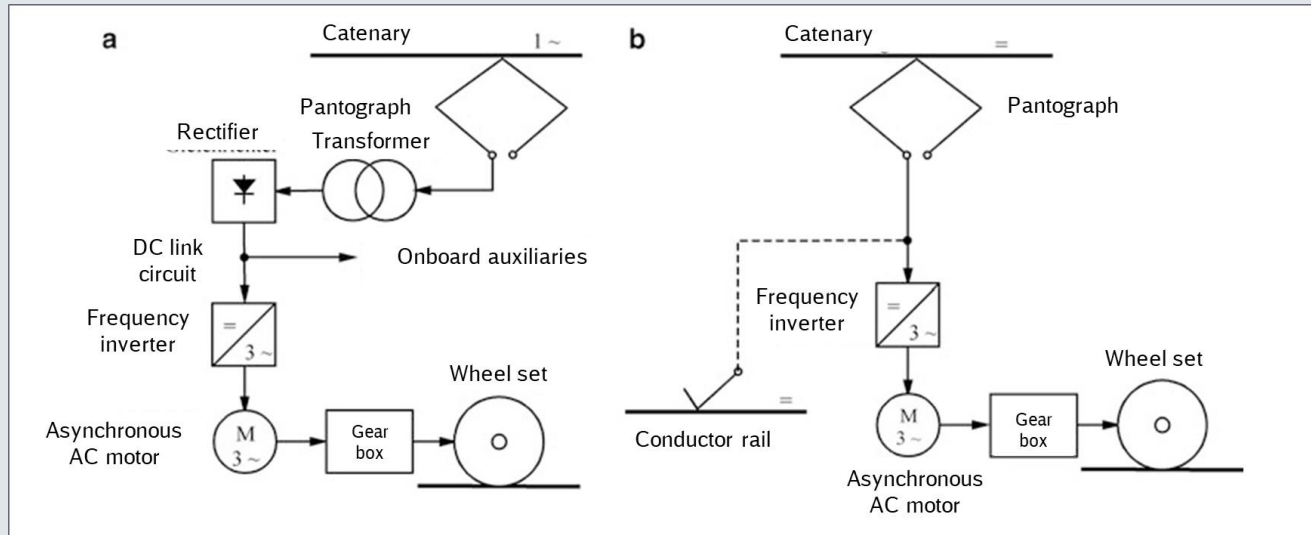 a
Catenary
1 ~
Pantograph
Rectifier
Transformer
DC link
circuit
Onboard auxiliaries
Frequency
inverter
=
3 ~
Wheel set
Asynchronous
AC motor
M
3 ~
Gear
box
b
Catenary
=
Pantograph
Frequency
inverter
=
3 ~
Wheel set
=
Conductor rail
M
3 ~
Gear
box
Asynchronous
AC motor